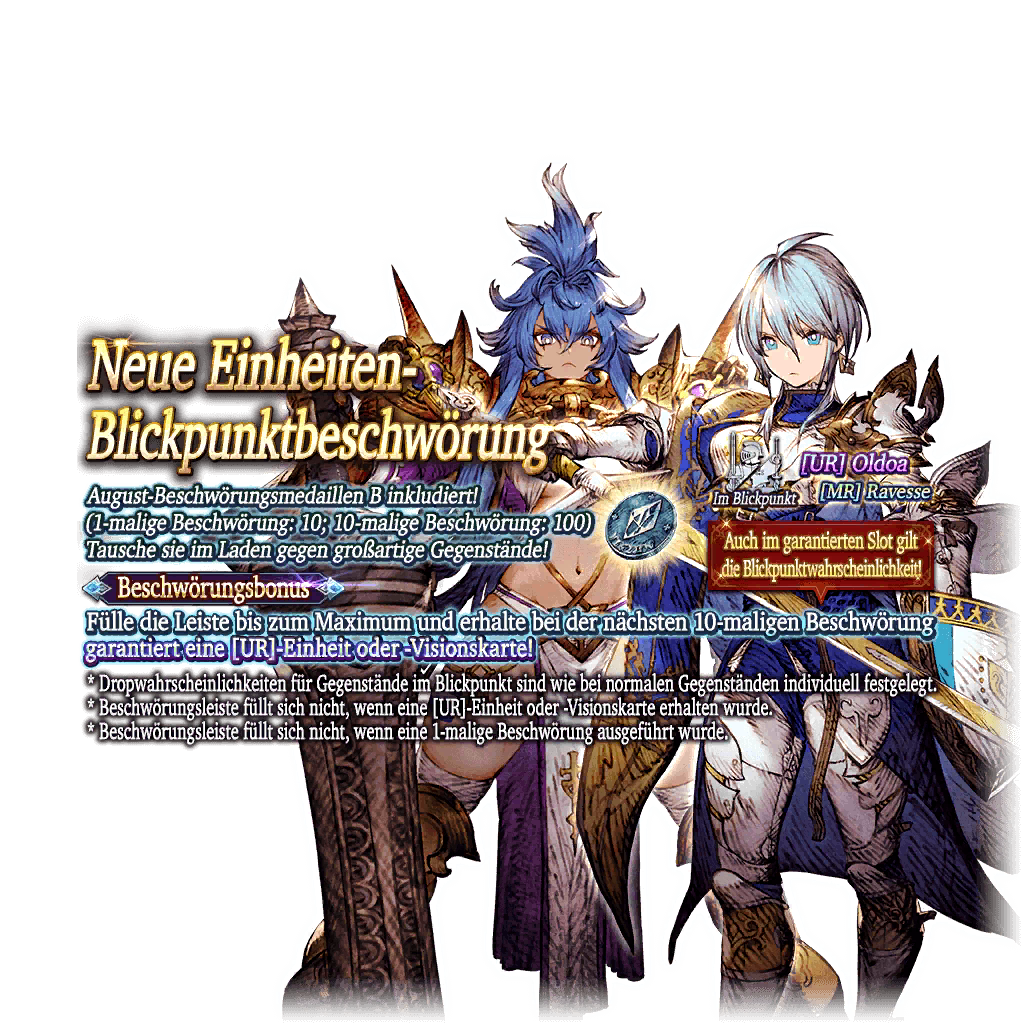 Neue Einheiten-
Blickpunktbeschwörung
August-Beschwörungsmedaillen B inkludiert!
(1-malige Beschwörung: 10; 10-malige Beschwörung: 100)
Tausche sie im Laden gegen großartige Gegenstände!
Im Blickpunkt
[UR] Oldoa
[MR] Ravesse
Auch im garantierten Slot gilt
die Blickpunktwahrscheinlichkeit!
Beschwörungsbonus
Fülle die Leiste bis zum Maximum und erhalte bei der nächsten 10-maligen Beschwörung
garantiert eine [UR]-Einheit oder -Visionskarte!
* Dropwahrscheinlichkeiten für Gegenstände im Blickpunkt sind wie bei normalen Gegenständen individuell festgelegt.
* Beschwörungsleiste füllt sich nicht, wenn eine [UR]-Einheit oder -Visionskarte erhalten wurde.
* Beschwörungsleiste füllt sich nicht, wenn eine 1-malige Beschwörung ausgeführt wurde.